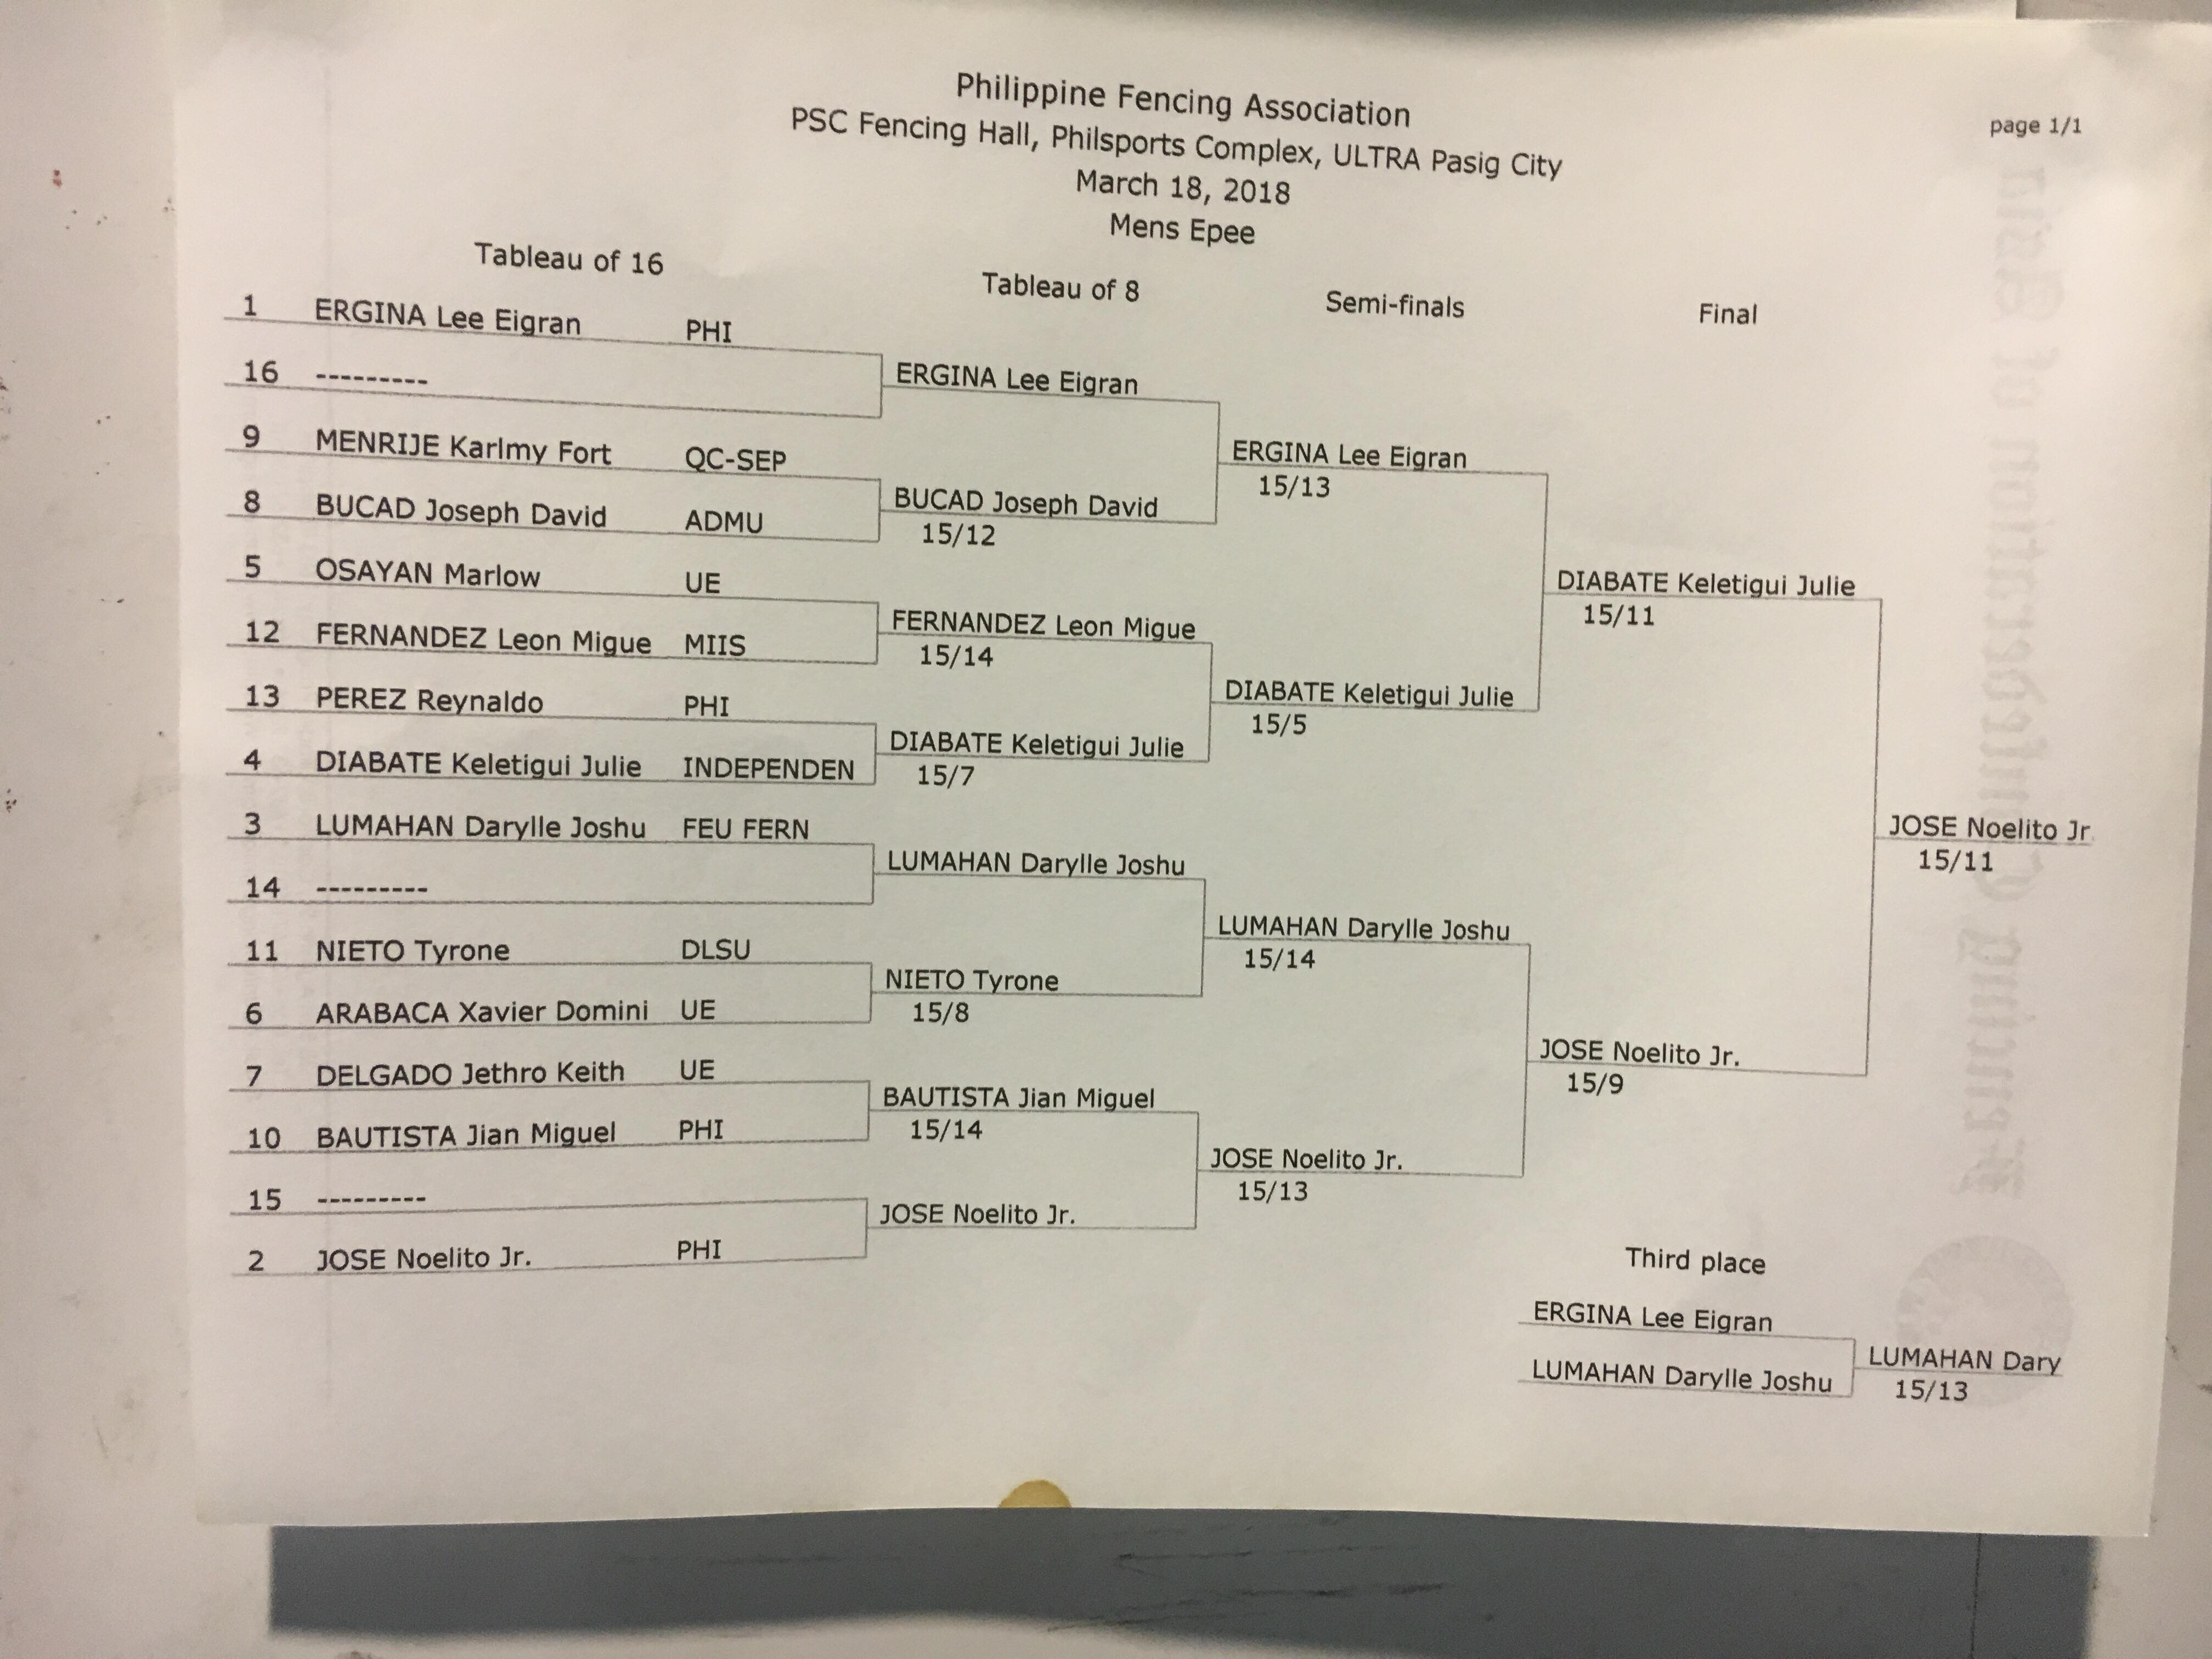 Philippine Fencing Association
PSC Fencing Hall, Philsports Complex, ULTRA Pasig City
March 18, 2018
Mens Epee
page 1/1
Tableau of 16
Tableau of 8
Semi-finals
Final
1 ERGINA Lee Eigran PHI
16 ---------
9 MENRIJE Karlmy Fort QC-SEP
8 BUCAD Joseph David ADMU
5 OSAYAN Marlow UE
12 FERNANDEZ Leon Migue MIIS
13 PEREZ Reynaldo PHI
4 DIABATE Keletigui Julie INDEPENDEN
3 LUMAHAN Darylle Joshu FEU FERN
14 ---------
11 NIETO Tyrone DLSU
6 ARABACA Xavier Domini UE
7 DELGADO Jethro Keith UE
10 BAUTISTA Jian Miguel PHI
15 ---------
2 JOSE Noelito Jr. PHI
ERGINA Lee Eigran
BUCAD Joseph David
15/12
FERNANDEZ Leon Migue
15/14
DIABATE Keletigui Julie
15/7
LUMAHAN Darylle Joshu
NIETO Tyrone
15/8
BAUTISTA Jian Miguel
15/14
JOSE Noelito Jr.
ERGINA Lee Eigran
15/13
DIABATE Keletigui Julie
15/5
LUMAHAN Darylle Joshu
15/14
JOSE Noelito Jr.
15/13
DIABATE Keletigui Julie
15/11
JOSE Noelito Jr.
15/9
JOSE Noelito Jr.
15/11
Third place
ERGINA Lee Eigran
LUMAHAN Darylle Joshu
LUMAHAN Dary
15/13